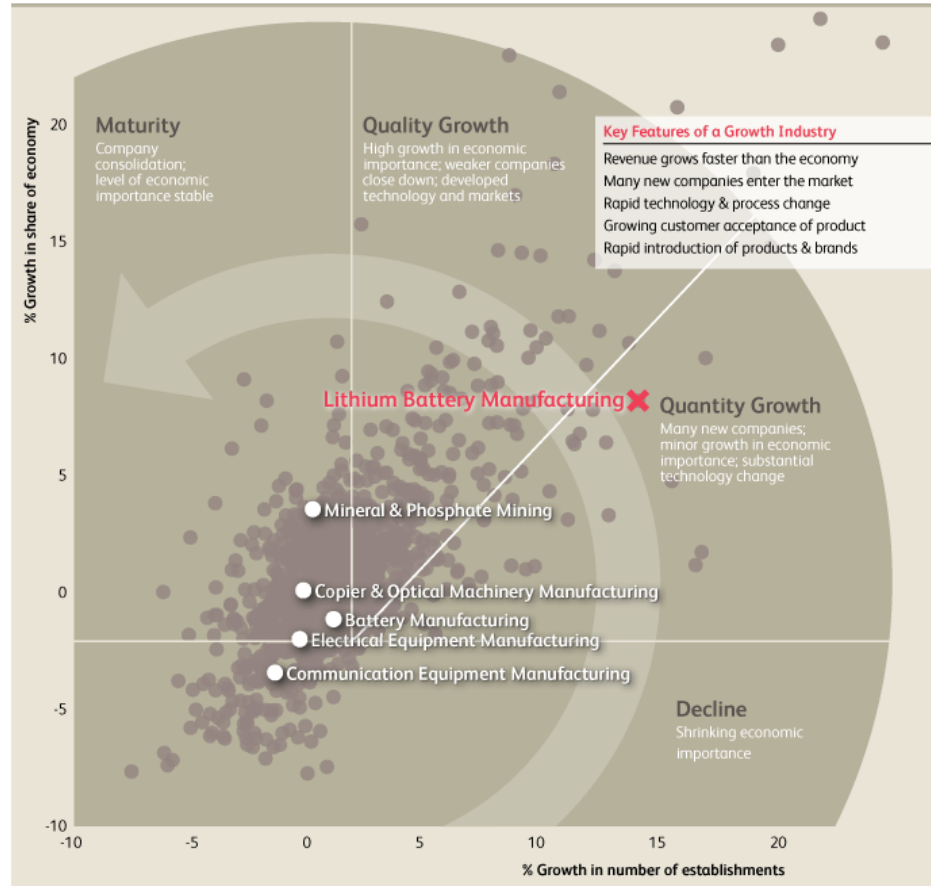 % Growth in share of economy
20
15
10
5
0
-5
-10
Maturity
Company
consolidation;
level of economic
importance stable
Quality Growth
High growth in economic
importance; weaker companies
close down; developed
technology and markets
Key Features of a Growth Industry
Revenue grows faster than the economy
Many new companies enter the market
Rapid technology & process change
Growing customer acceptance of product
Rapid introduction of products & brands
Lithium Battery Manufacturing
Quantity Growth
Many new companies;
minor growth in economic
importance; substantial
technology change
Mineral & Phosphate Mining
Copier & Optical Machinery Manufacturing
Battery Manufacturing
Electrical Equipment Manufacturing
Communication Equipment Manufacturing
Decline
Shrinking economic
importance
-10
-5
0
5
10
15
20
% Growth in number of establishments